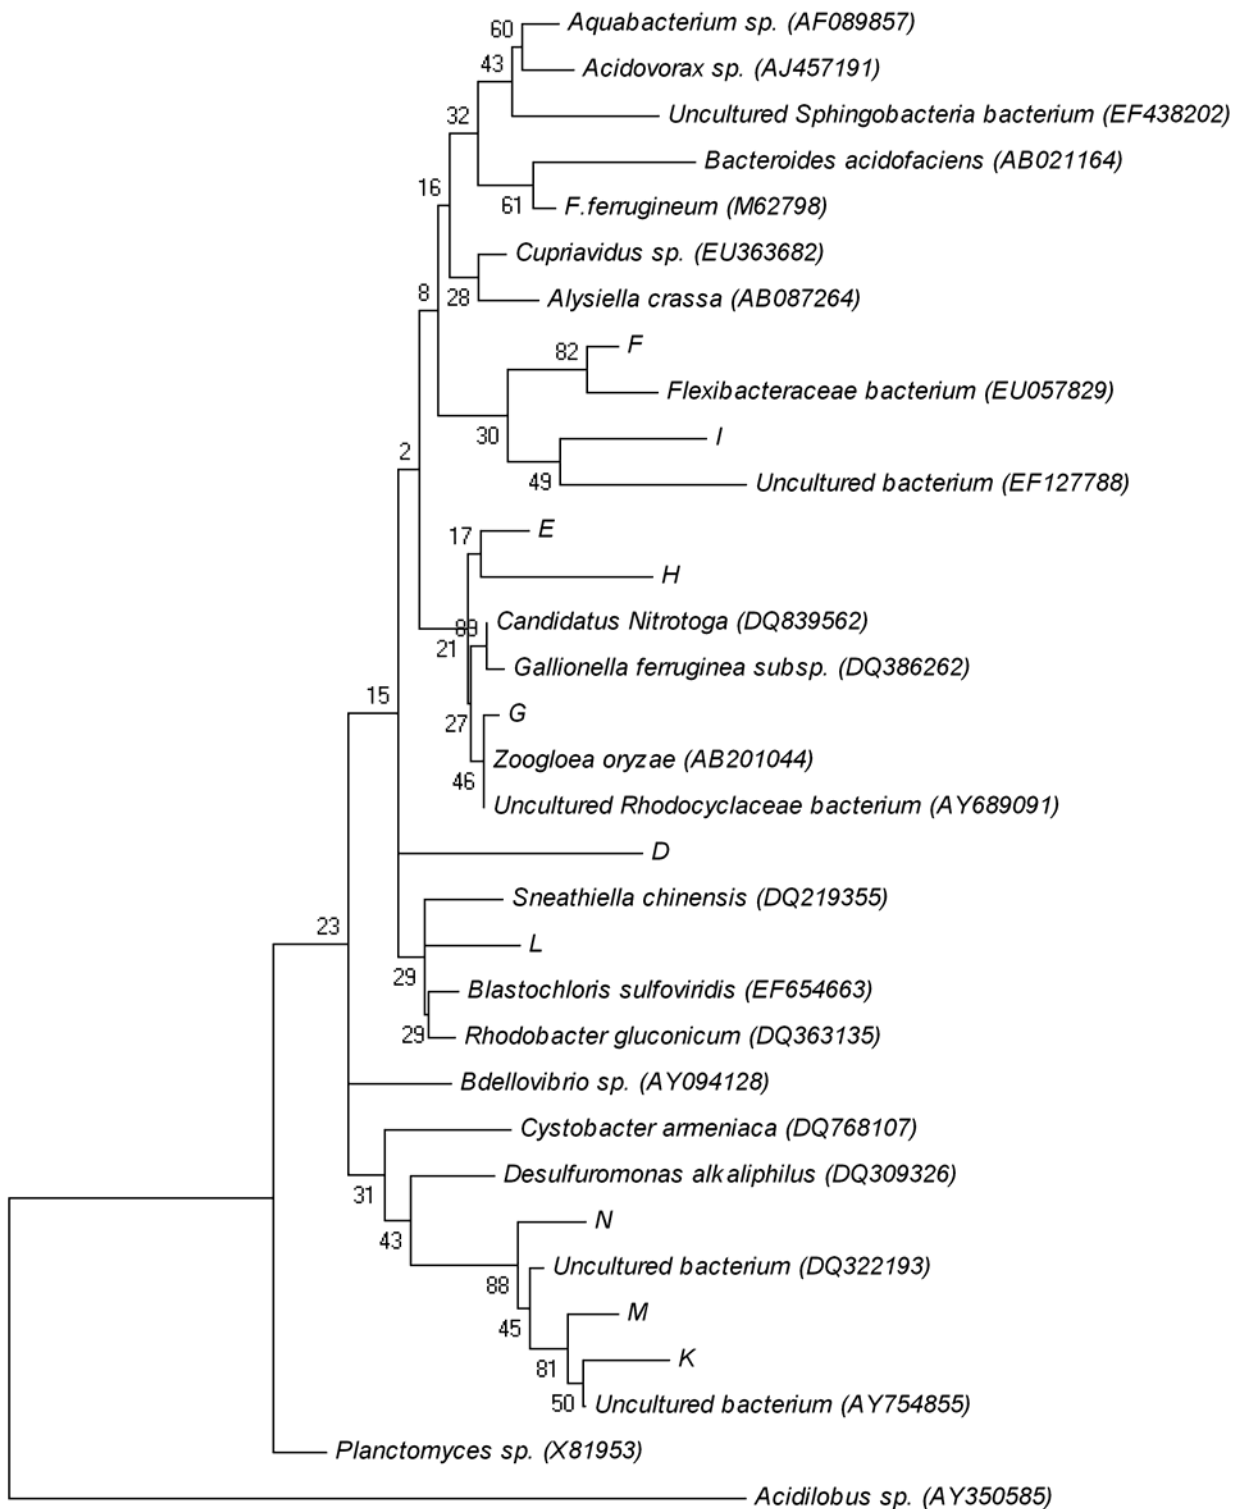 60
Aquabacterium sp. (AF089857)
43
Acidovorax sp. (AJ457191)
32
Uncultured Sphingobacteria bacterium (EF438202)
Bacteroides acidofaciens (AB021164)
16
61
F.ferrugineum (M62798)
Cupriavidus sp. (EU363682)
8
28
Alysiella crassa (AB087264)
82
F
Flexibacteraceae bacterium (EU057829)
30
I
2
49
Uncultured bacterium (EF127788)
17
E
H
Candidatus Nitrotoga (DQ839562)
21
Gallionella ferruginea subsp. (DQ386262)
15
27
G
Zoogloea oryzae (AB201044)
46
Uncultured Rhodocyclaceae bacterium (AY689091)
D
Sneathiella chinensis (DQ219355)
23
L
29
Blastochloris sulfoviridis (EF654663)
29
Rhodobacter gluconicum (DQ363135)
Bdellovibrio sp. (AY094128)
Cystobacter armeniaca (DQ768107)
31
Desulfuromonas alkaliphilus (DQ309326)
43
N
88
Uncultured bacterium (DQ322193)
45
M
81
K
50
Uncultured bacterium (AY754855)
Planctomyces sp. (X81953)
Acidilobus sp. (AY350585)